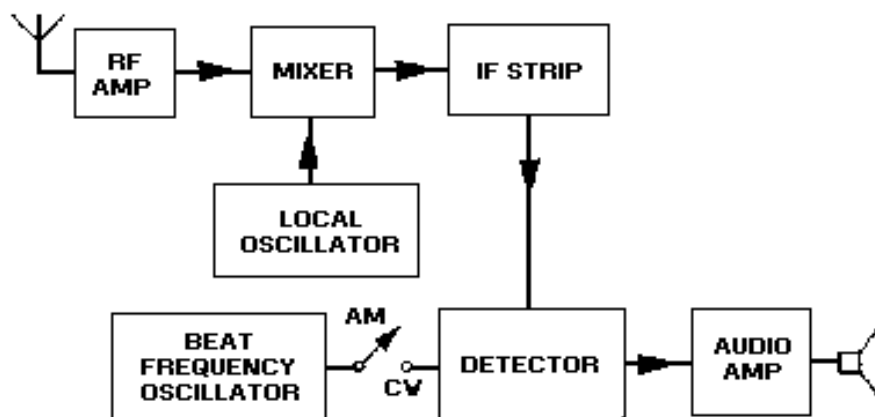 RF
AMP
MIXER
IF STRIP
LOCAL
OSCILLATOR
BEAT
FREQUENCY
OSCILLATOR
AM
CW
DETECTOR
AUDIO
AMP